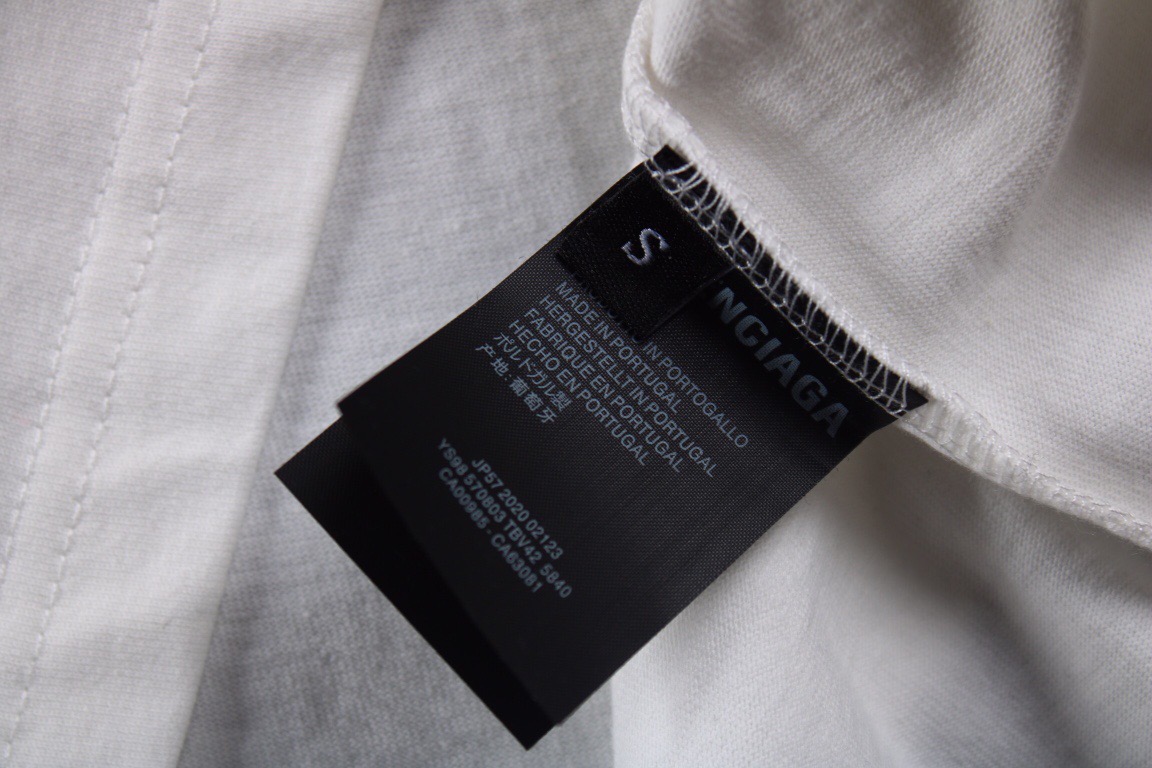 S
NCIAGA
IN PORTOGALLO
MADE IN PORTUGAL
HERGESTELLT IN PORTUGAL
FABRIQUE EN PORTUGAL
HECHO EN PORTUGAL
ポルトガル製
产地:葡萄牙
JP57 2020 02123
YS98 570803 TBV42 5840
CA00985 - CA63081